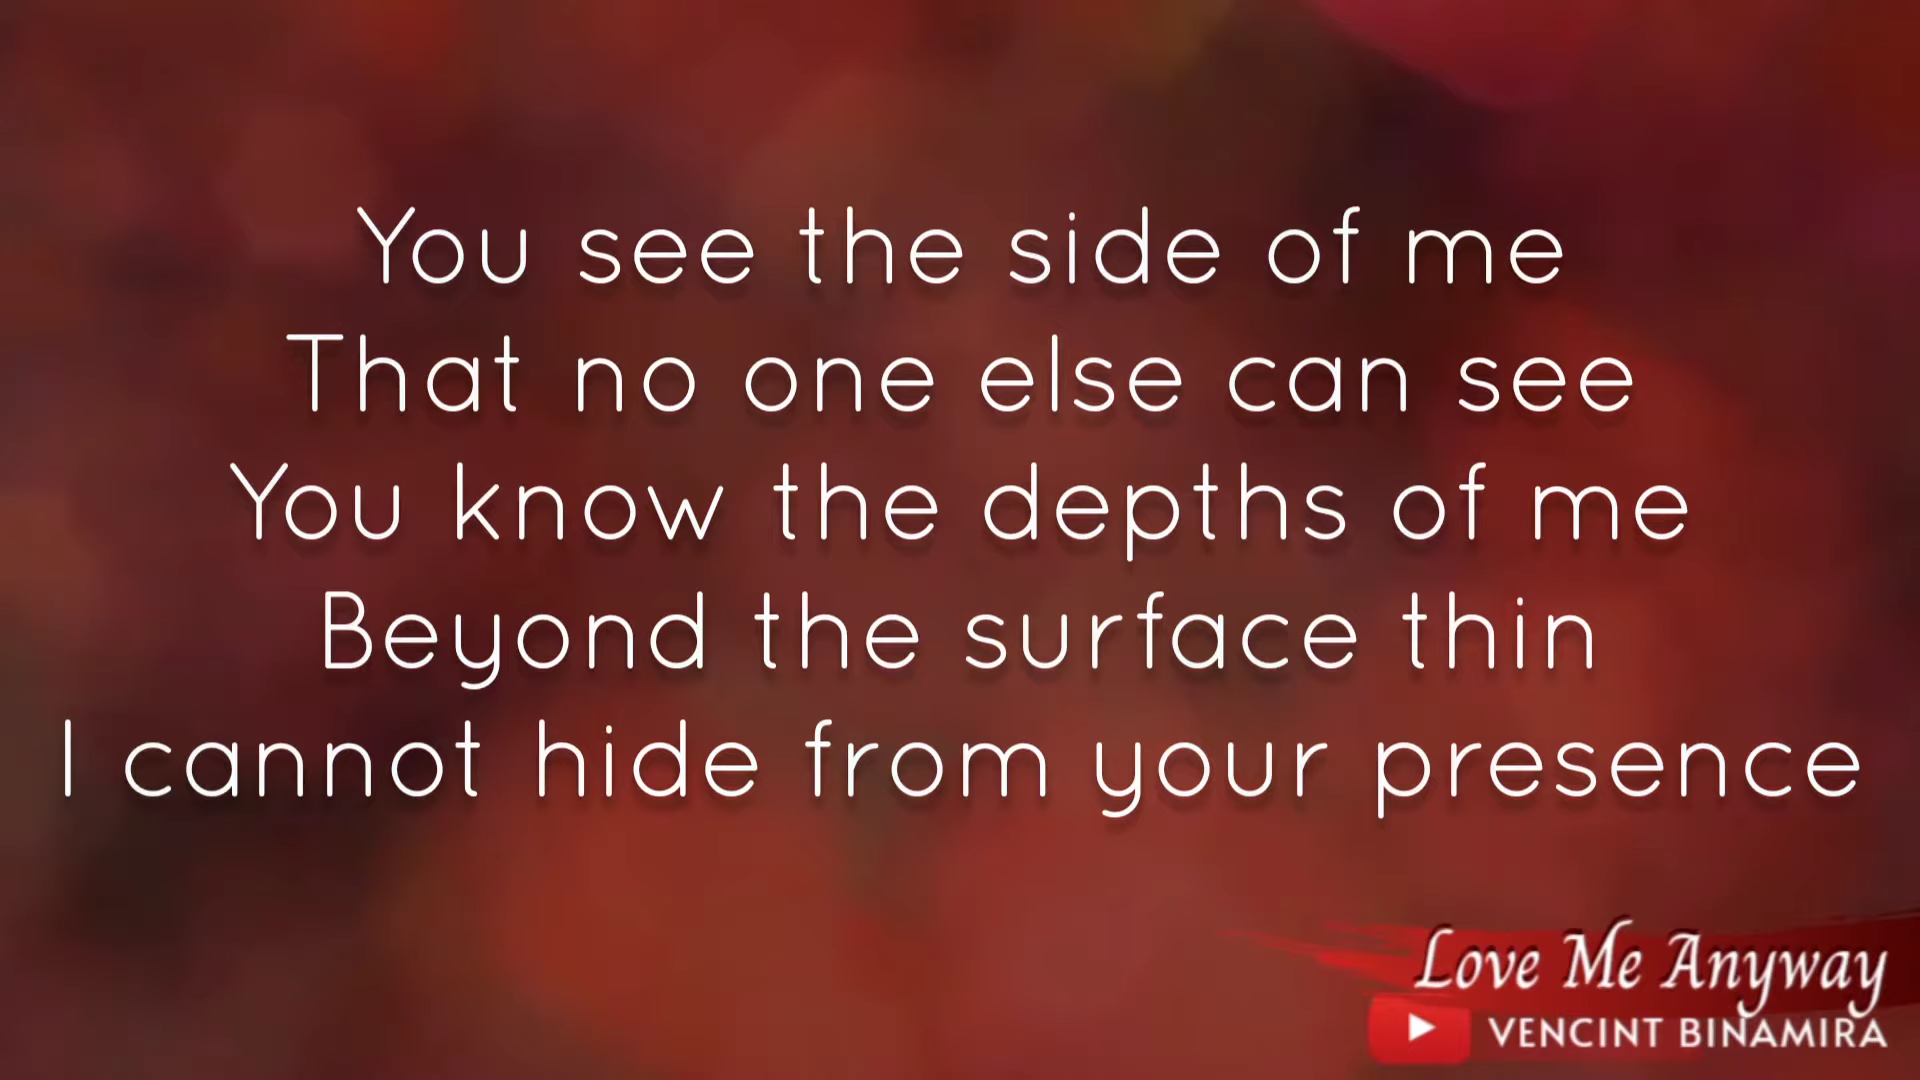 You see the side of me
That no one else can see
You know the depths of me
Beyond the surface thin
I cannot hide from your presence
Love Me Anyway
VENCINT BINAMIRA